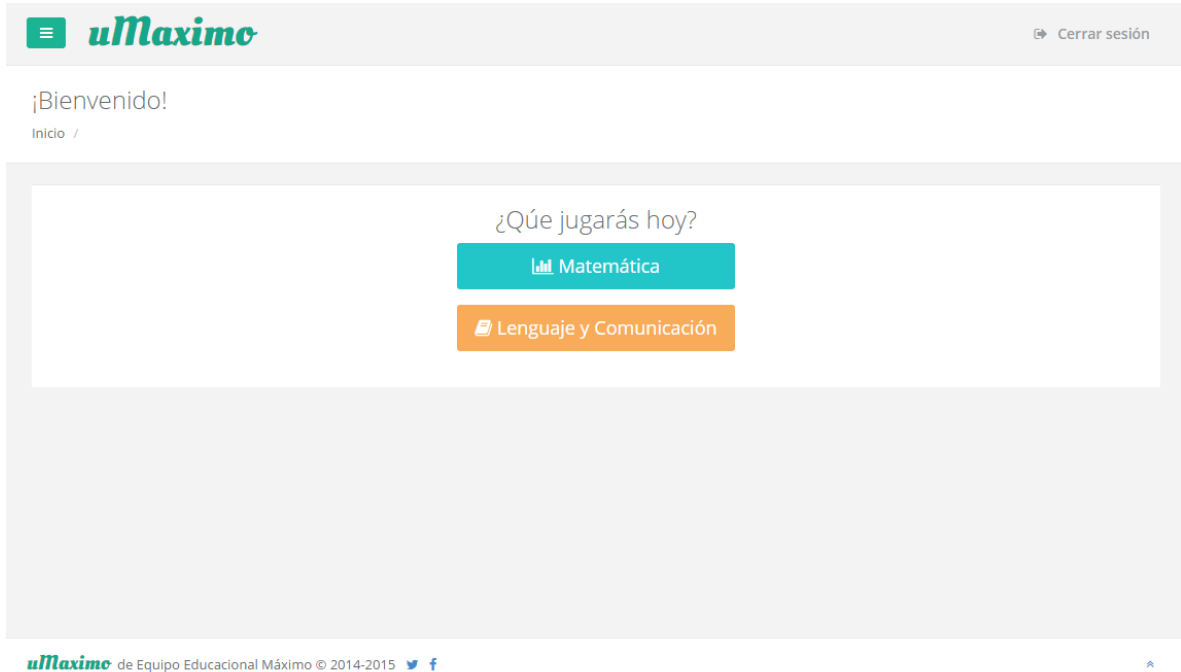 uMaximo
Cerrar sesión
¡Bienvenido!
Inicio /
¿Qúe jugarás hoy?
Matemática
Lenguaje y Comunicación
uMaximo de Equipo Educacional Máximo © 2014-2015